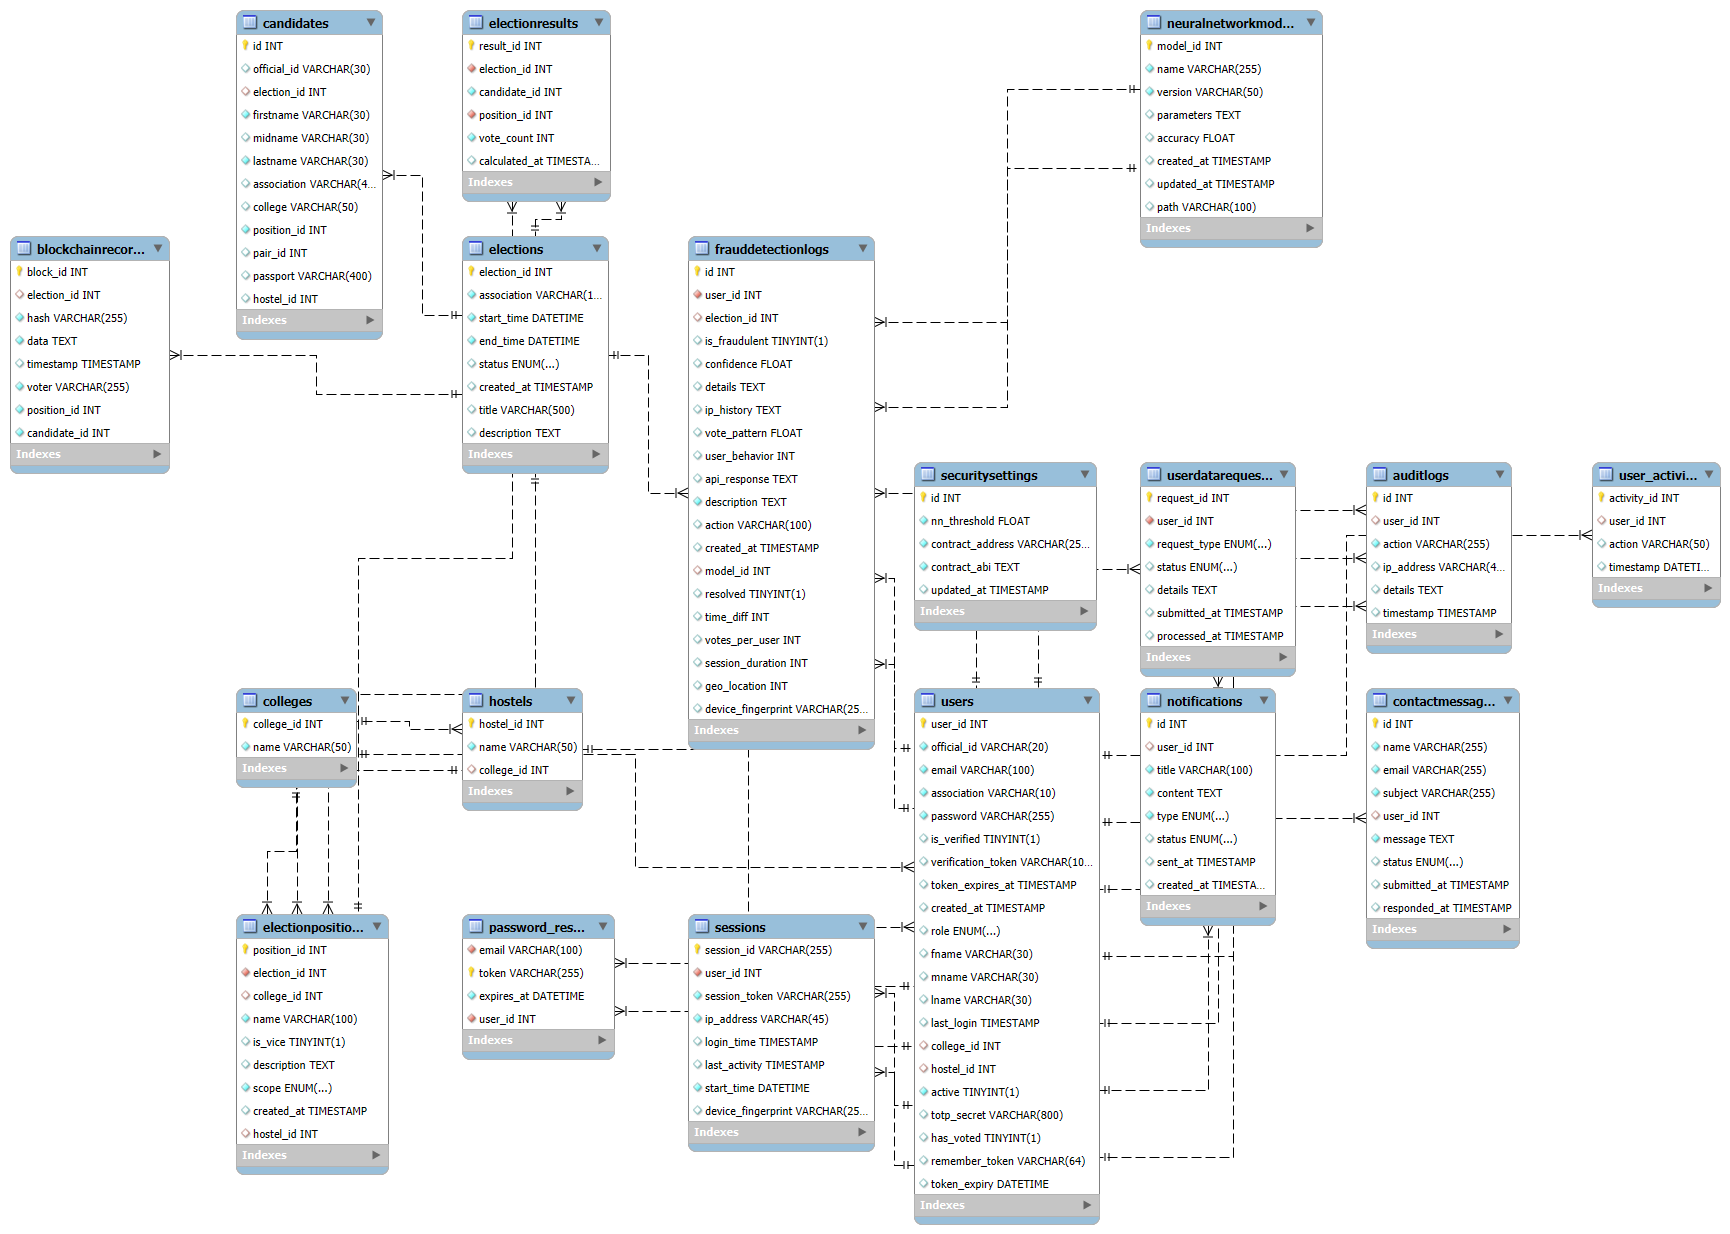 candidates
id INT
official_id VARCHAR(30)
election_id INT
firstname VARCHAR(30)
midname VARCHAR(30)
lastname VARCHAR(30)
association VARCHAR(4...
college VARCHAR(50)
position_id INT
pair_id INT
passport VARCHAR(400)
hostel_id INT
Indexes
electionresults
result_id INT
election_id INT
candidate_id INT
position_id INT
vote_count INT
calculated_at TIMESTA...
Indexes
neuralnetworkmod...
model_id INT
name VARCHAR(255)
version VARCHAR(50)
parameters TEXT
accuracy FLOAT
created_at TIMESTAMP
updated_at TIMESTAMP
path VARCHAR(100)
Indexes
blockchainrecor...
block_id INT
election_id INT
hash VARCHAR(255)
data TEXT
timestamp TIMESTAMP
voter VARCHAR(255)
position_id INT
candidate_id INT
Indexes
elections
election_id INT
association VARCHAR(1...
start_time DATETIME
end_time DATETIME
status ENUM(...)
created_at TIMESTAMP
title VARCHAR(500)
description TEXT
Indexes
frauddetectionlogs
id INT
user_id INT
election_id INT
is_fraudulent TINYINT(1)
confidence FLOAT
details TEXT
ip_history TEXT
vote_pattern FLOAT
user_behavior INT
api_response TEXT
description TEXT
action VARCHAR(100)
created_at TIMESTAMP
model_id INT
resolved TINYINT(1)
time_diff INT
votes_per_user INT
session_duration INT
geo_location INT
device_fingerprint VARCHAR(25...
Indexes
securitysettings
id INT
nn_threshold FLOAT
contract_address VARCHAR(25...
contract_abi TEXT
updated_at TIMESTAMP
Indexes
userdatareques...
request_id INT
user_id INT
request_type ENUM(...)
status ENUM(...)
details TEXT
submitted_at TIMESTAMP
processed_at TIMESTAMP
Indexes
auditlogs
id INT
user_id INT
action VARCHAR(255)
ip_address VARCHAR(4...
details TEXT
timestamp TIMESTAMP
Indexes
user_activi...
activity_id INT
user_id INT
action VARCHAR(50)
timestamp DATETI...
Indexes
colleges
college_id INT
name VARCHAR(50)
Indexes
hostels
hostel_id INT
name VARCHAR(50)
college_id INT
Indexes
users
user_id INT
official_id VARCHAR(20)
email VARCHAR(100)
association VARCHAR(10)
password VARCHAR(255)
is_verified TINYINT(1)
verification_token VARCHAR(10...
token_expires_at TIMESTAMP
created_at TIMESTAMP
role ENUM(...)
fname VARCHAR(30)
mname VARCHAR(30)
lname VARCHAR(30)
last_login TIMESTAMP
college_id INT
hostel_id INT
active TINYINT(1)
totp_secret VARCHAR(800)
has_voted TINYINT(1)
remember_token VARCHAR(64)
token_expiry DATETIME
Indexes
notifications
id INT
user_id INT
title VARCHAR(100)
content TEXT
type ENUM(...)
status ENUM(...)
sent_at TIMESTAMP
created_at TIMESTA...
Indexes
contactmessag...
id INT
name VARCHAR(255)
email VARCHAR(255)
subject VARCHAR(255)
user_id INT
message TEXT
status ENUM(...)
submitted_at TIMESTAMP
responded_at TIMESTAMP
Indexes
electionpositio...
position_id INT
election_id INT
college_id INT
name VARCHAR(100)
is_vice TINYINT(1)
description TEXT
scope ENUM(...)
created_at TIMESTAMP
hostel_id INT
Indexes
password_res...
email VARCHAR(100)
token VARCHAR(255)
expires_at DATETIME
user_id INT
Indexes
sessions
session_id VARCHAR(255)
user_id INT
session_token VARCHAR(255)
ip_address VARCHAR(45)
login_time TIMESTAMP
last_activity TIMESTAMP
start_time DATETIME
device_fingerprint VARCHAR(25...
Indexes